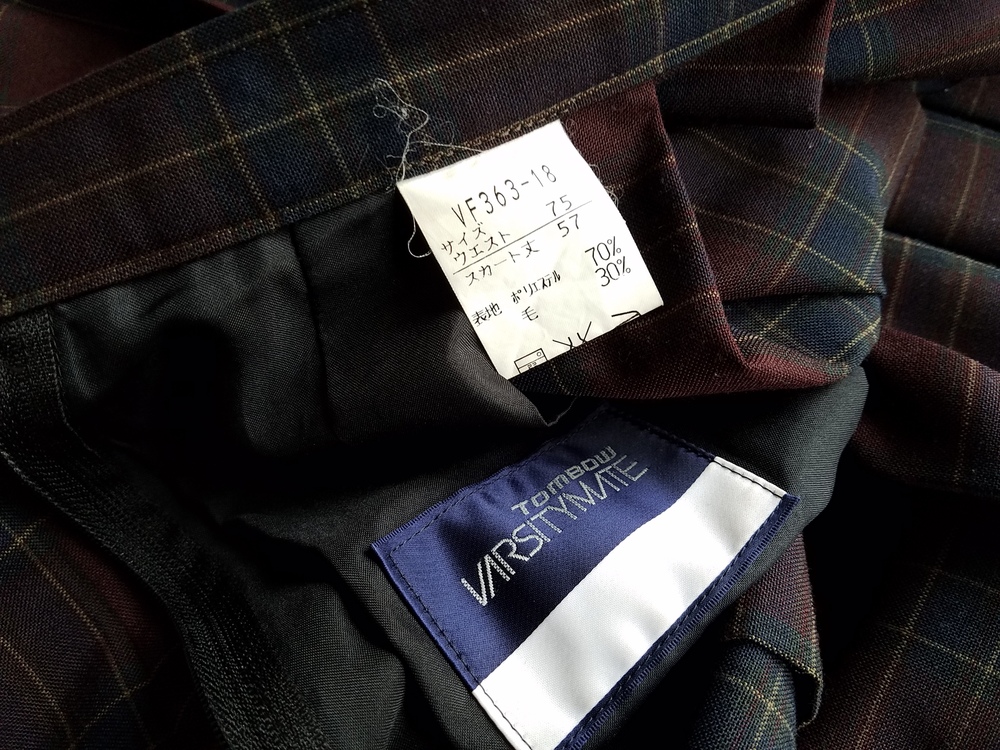 VF363-18
サイズ
ウエスト 75
スカート丈 57
表地 ポリエステル 70%
毛 30%
TOMBOW
VARSITYMATE